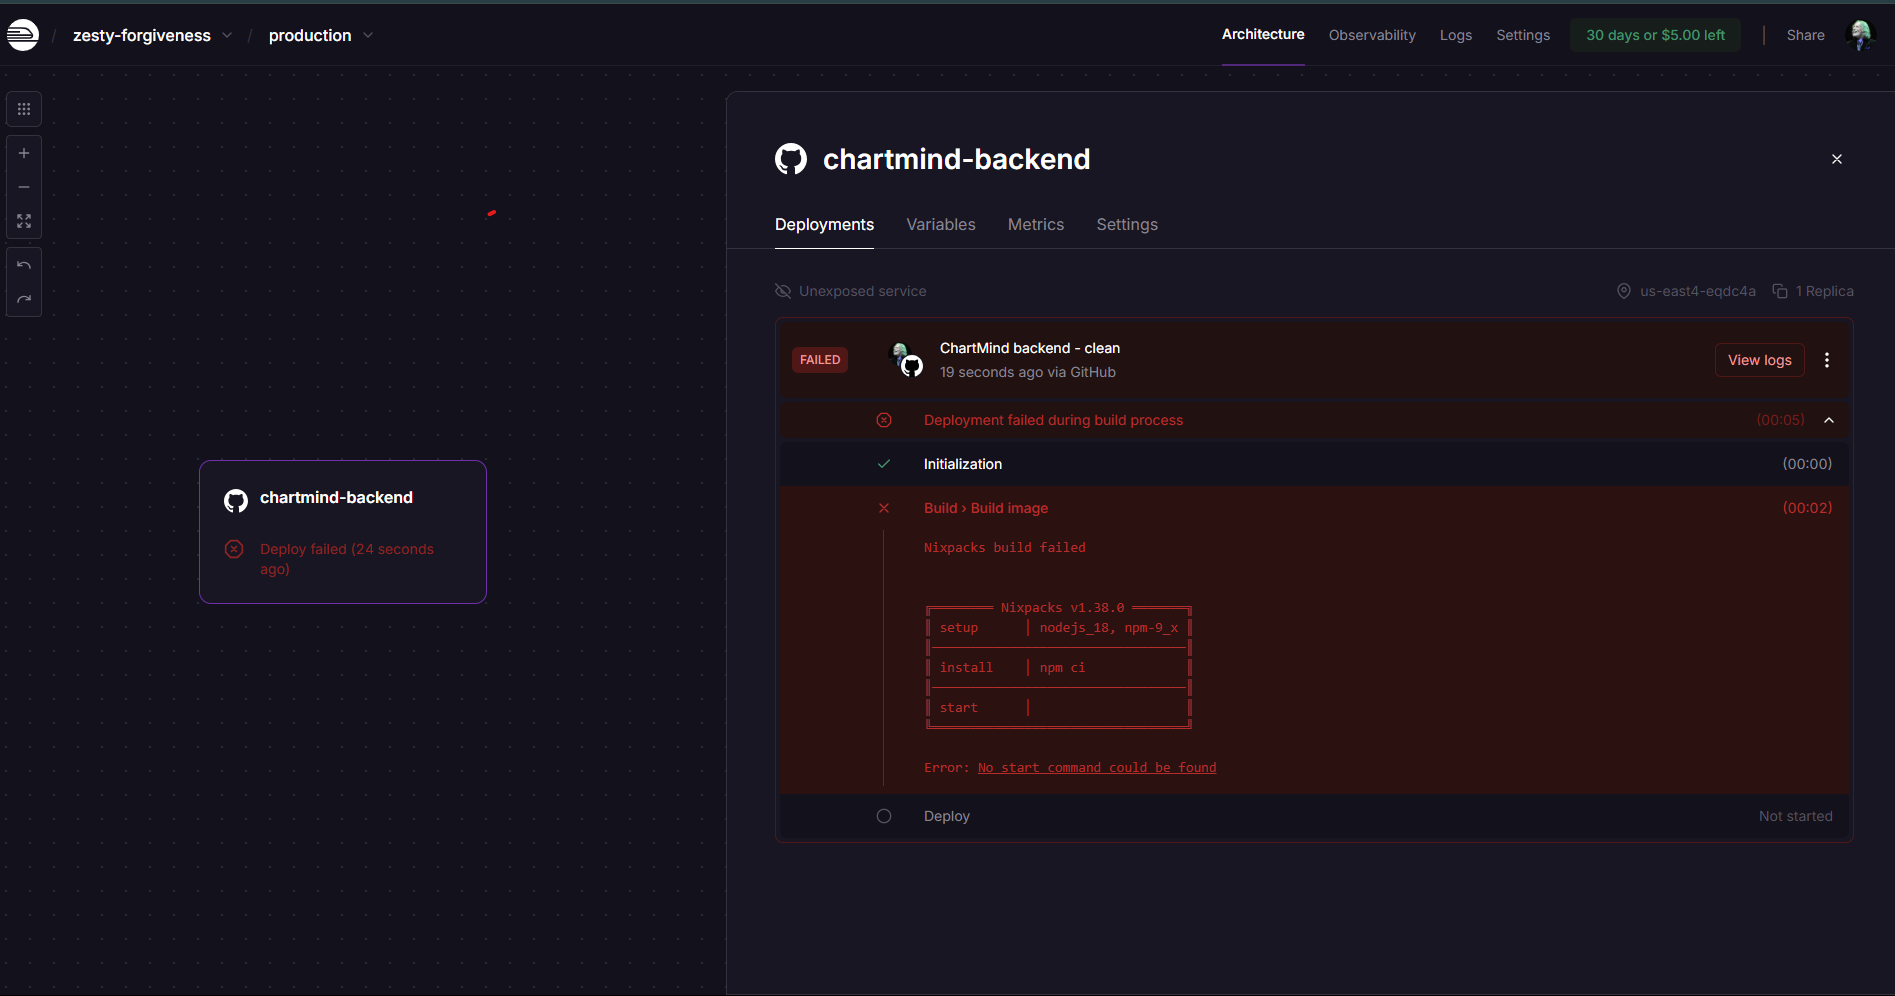 / zesty-forgiveness / production
Architecture Observability Logs Settings 30 days or $5.00 left | Share
chartmind-backend
Deploy failed (24 seconds
ago)
chartmind-backend
Deployments Variables Metrics Settings
Unexposed service us-east4-eqdc4a 1 Replica
FAILED
ChartMind backend - clean
19 seconds ago via GitHub
View logs
Deployment failed during build process (00:05)
Initialization (00:00)
Build › Build image (00:02)
Nixpacks build failed
Nixpacks v1.38.0
setup │ nodejs_18, npm-9_x
install │ npm ci
start │
Error: No start command could be found
Deploy Not started